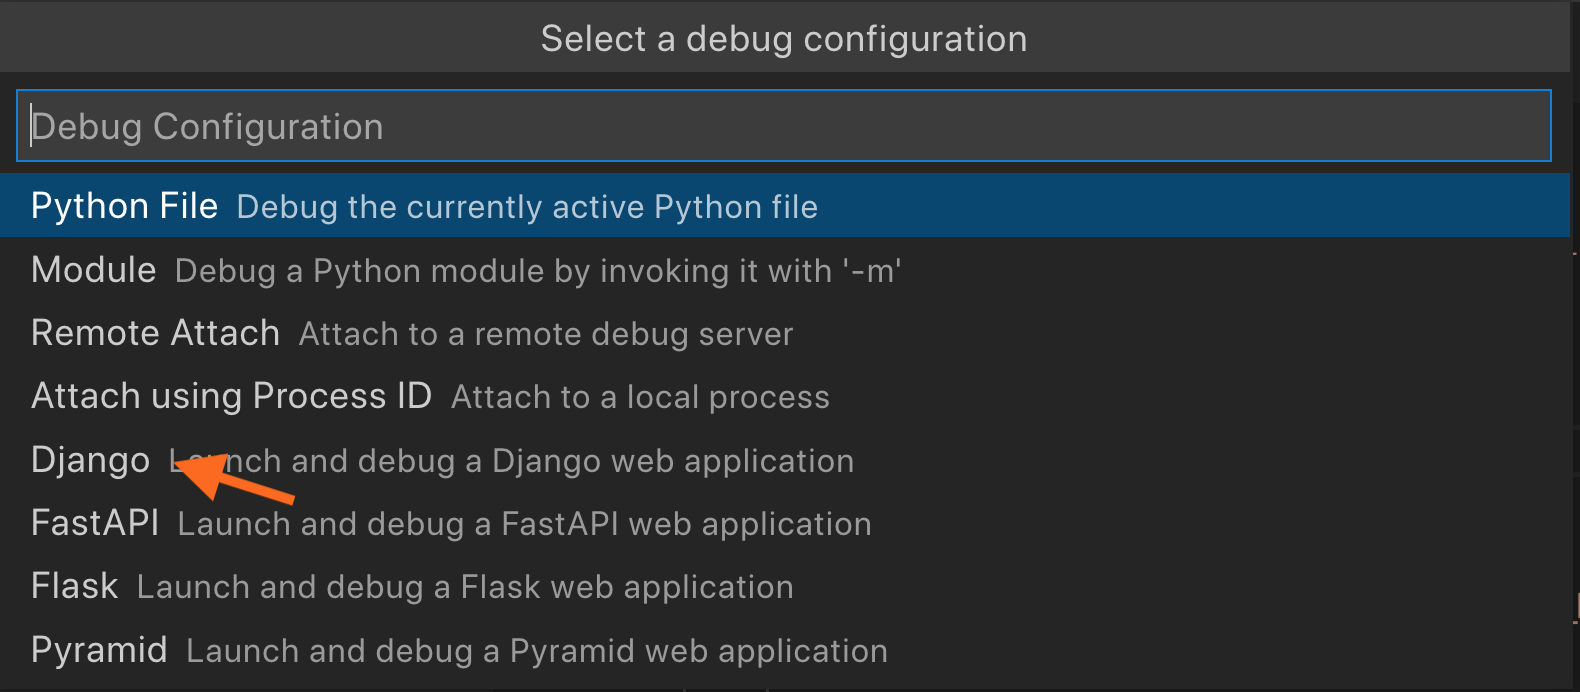 Select a debug configuration
Debug Configuration
Python File Debug the currently active Python file
Module Debug a Python module by invoking it with '-m'
Remote Attach Attach to a remote debug server
Attach using Process ID Attach to a local process
Django Launch and debug a Django web application
FastAPI Launch and debug a FastAPI web application
Flask Launch and debug a Flask web application
Pyramid Launch and debug a Pyramid web application